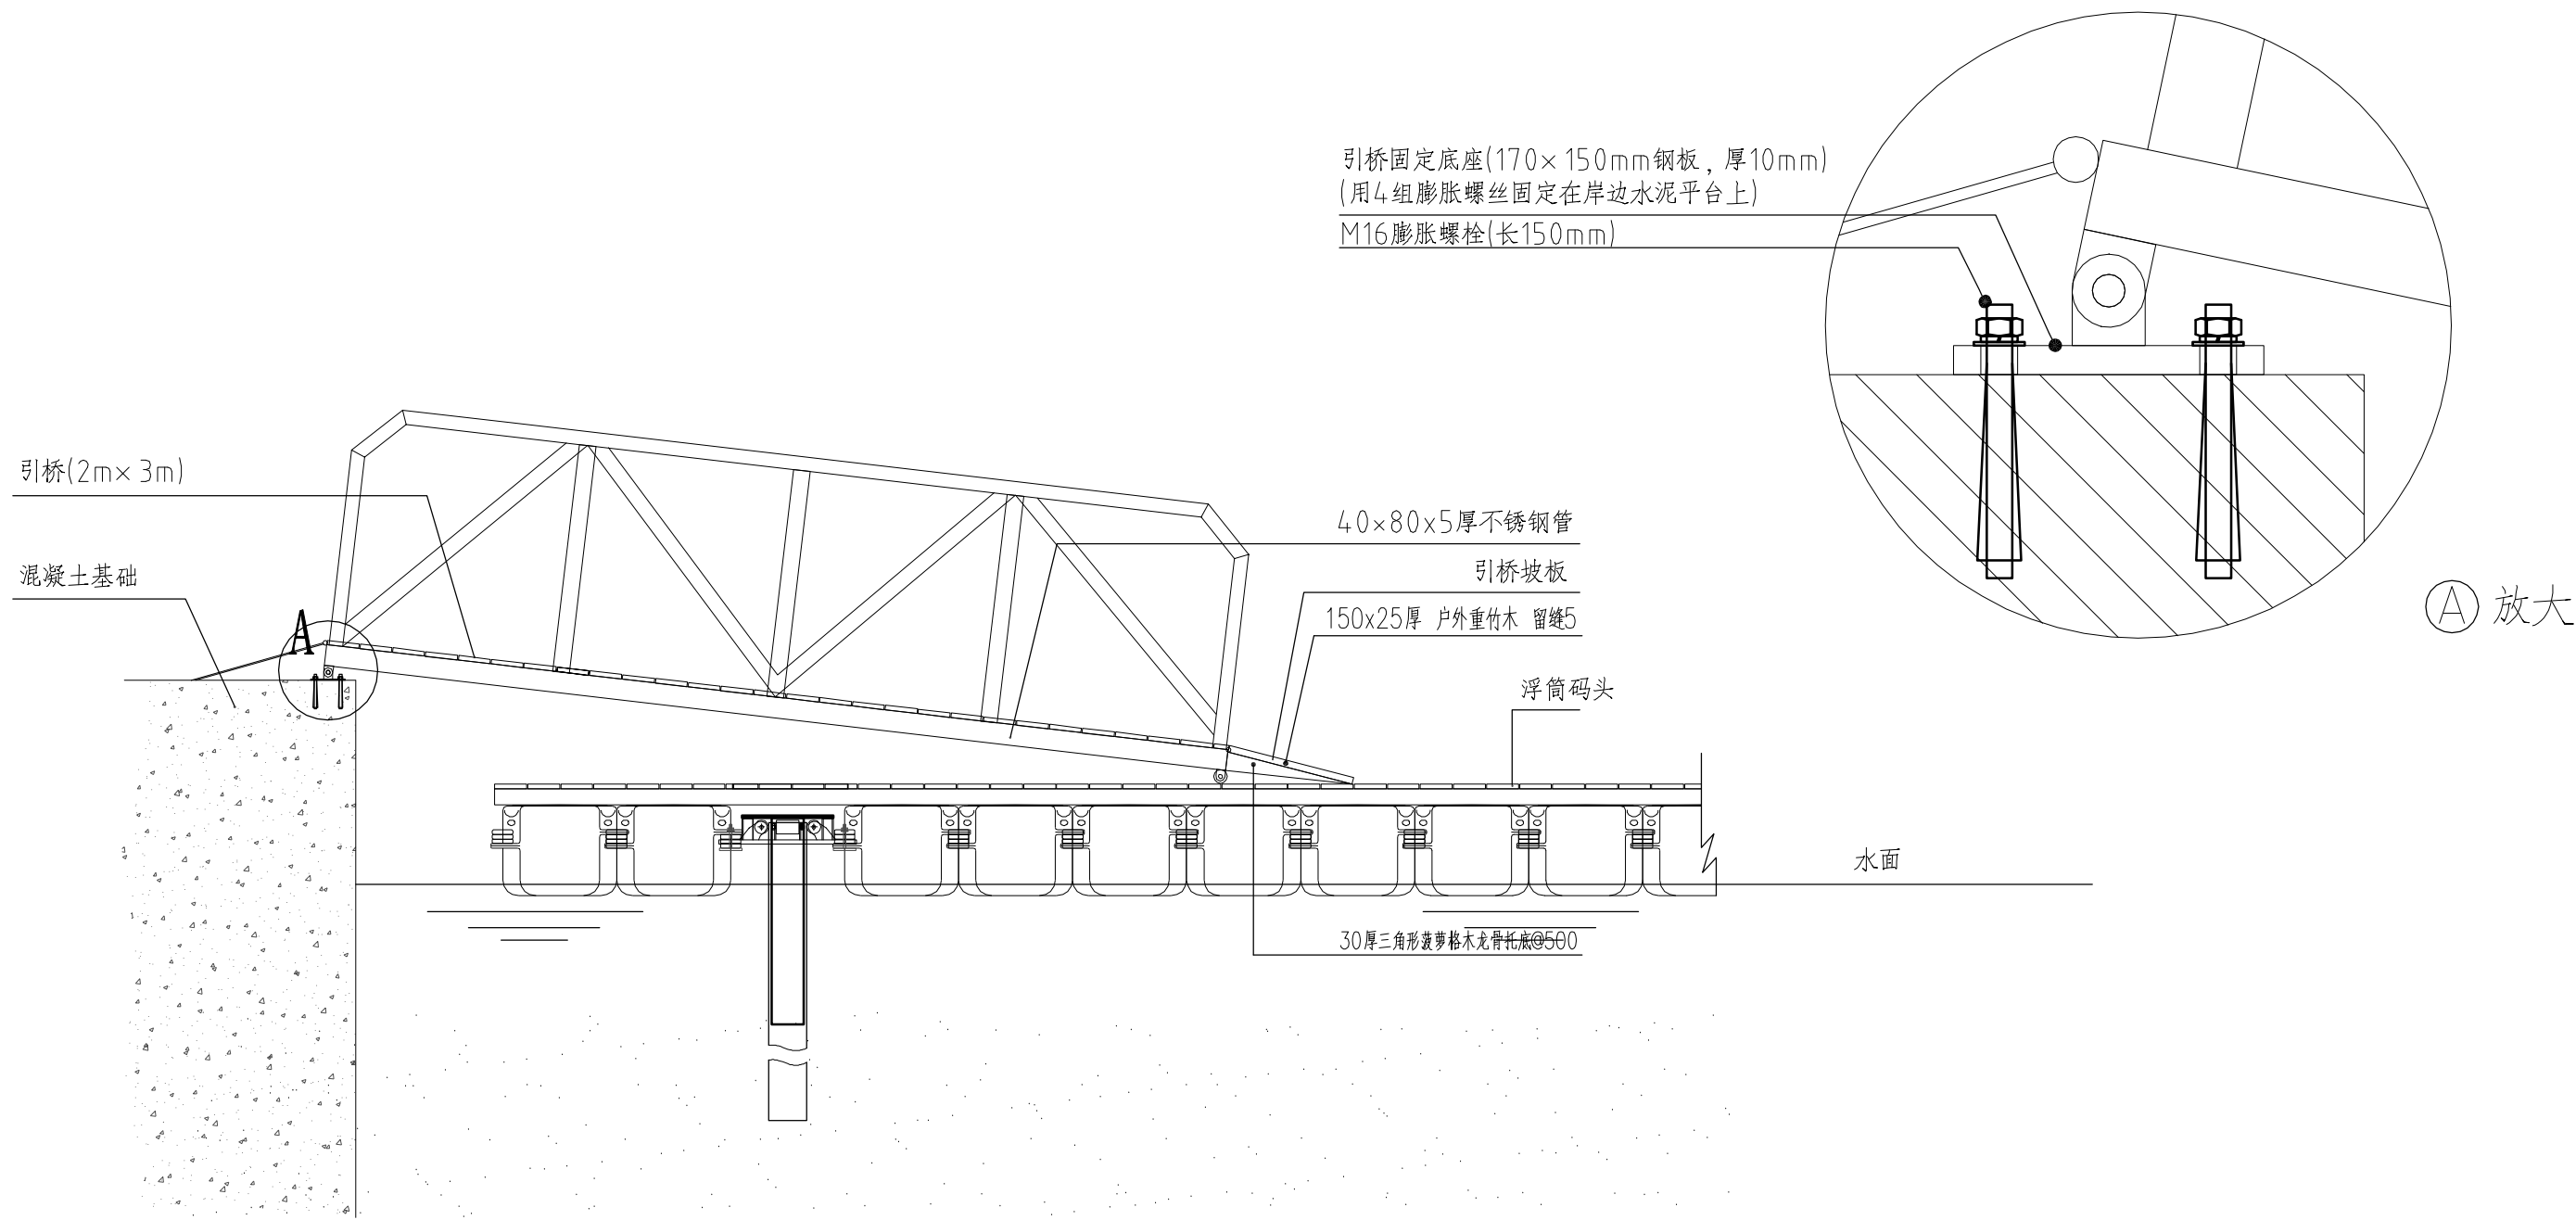 引桥固定底座(170×150mm钢板，厚10mm)
(用4组膨胀螺丝固定在岸边水泥平台上)
M16膨胀螺栓(长150mm)
引桥(2m×3m)
40×80x5厚不锈钢管
引桥坡板
混凝土基础
150x25厚 户外重竹木 留缝5
A
A 放大
浮筒码头
水面
30厚三角形菠萝格木龙骨托底@500